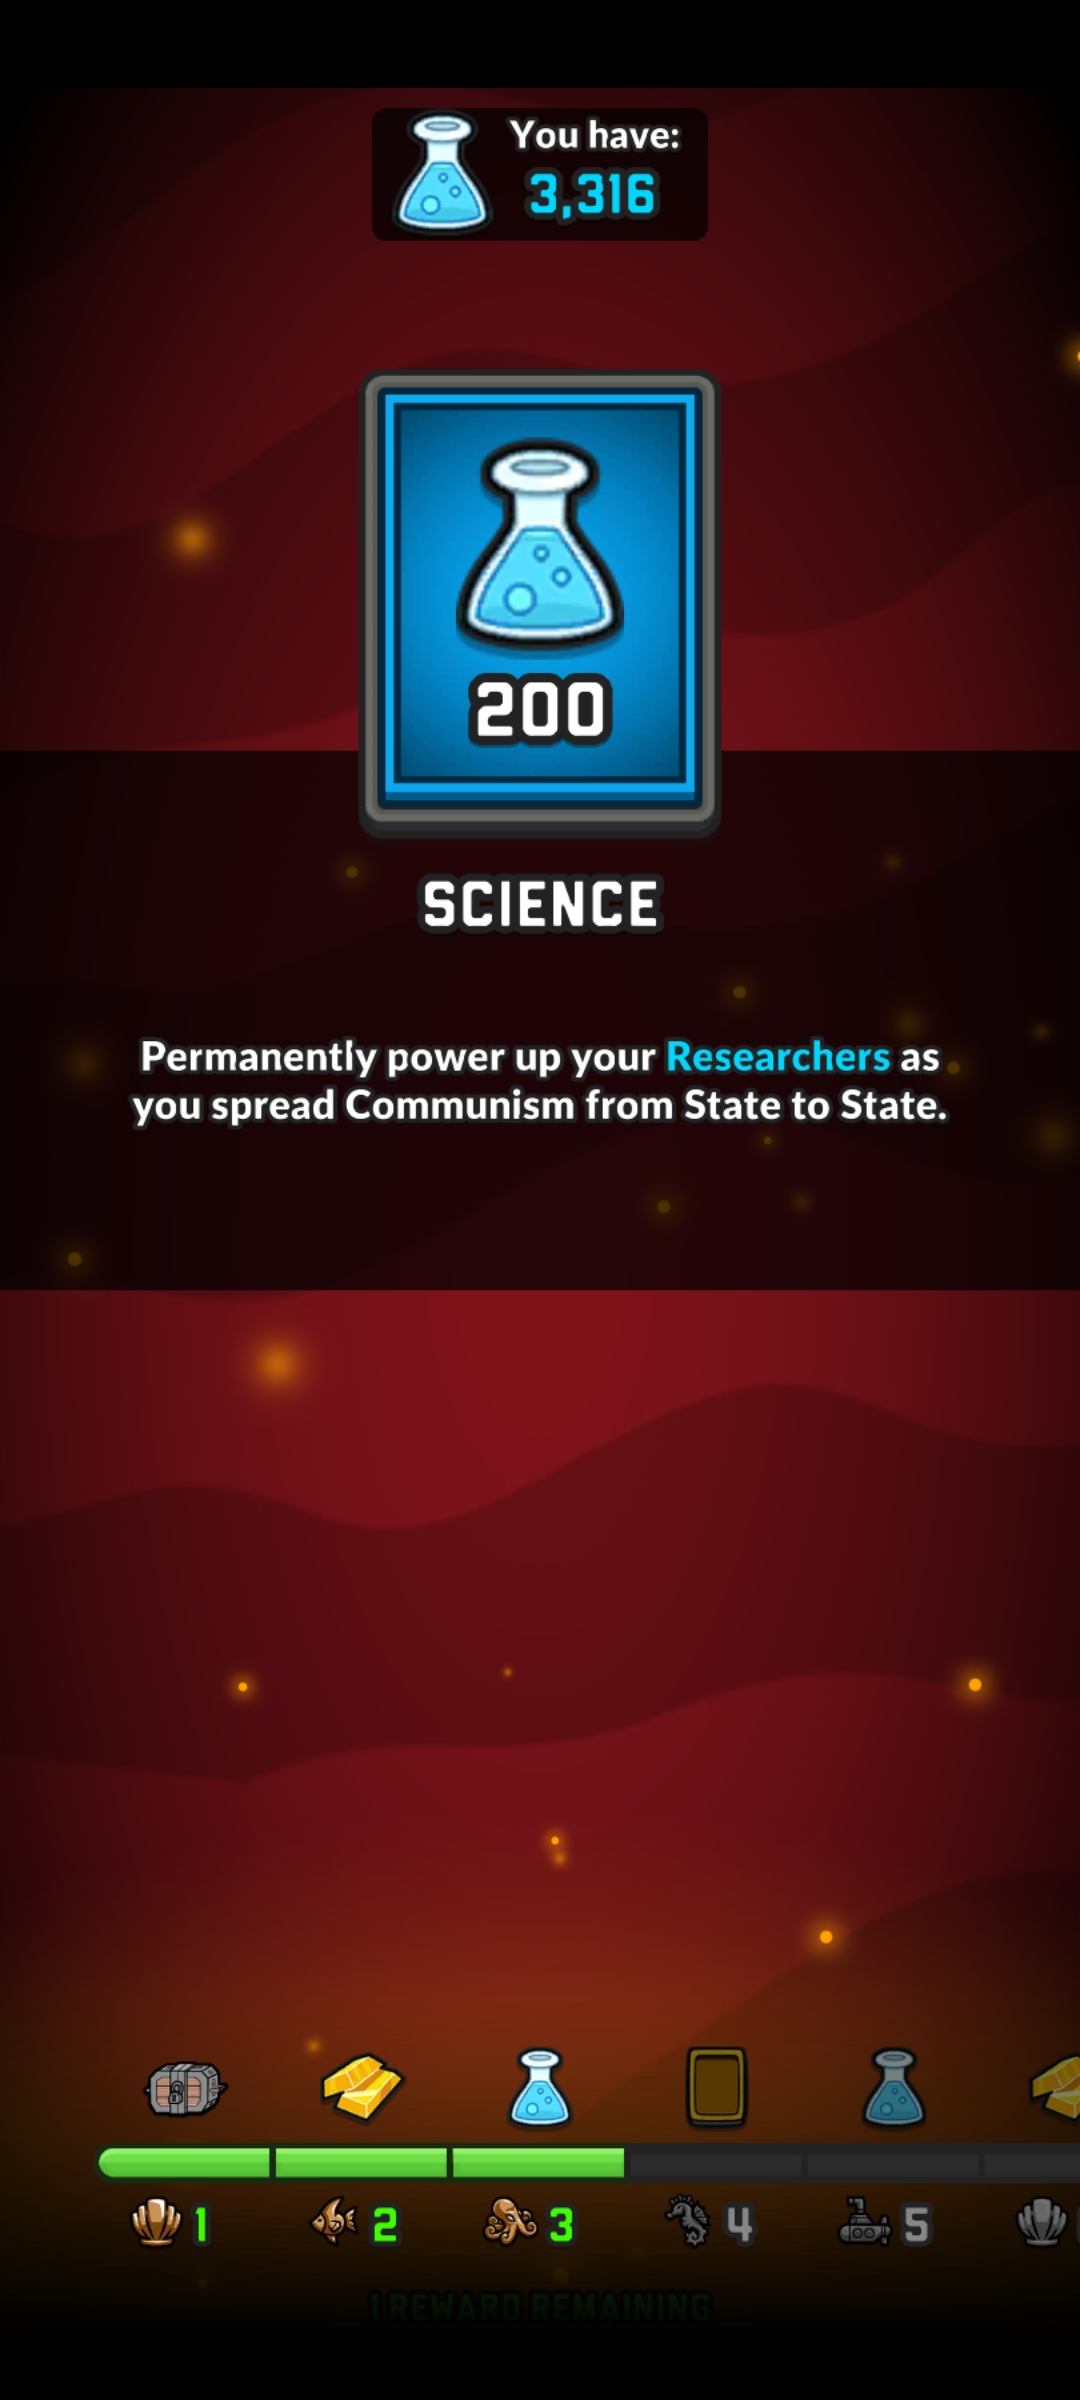 You have:
3,316
200
SCIENCE
Permanently power up your Researchers as
you spread Communism from State to State.
1 2 3 4 5
1 REWARD REMAINING